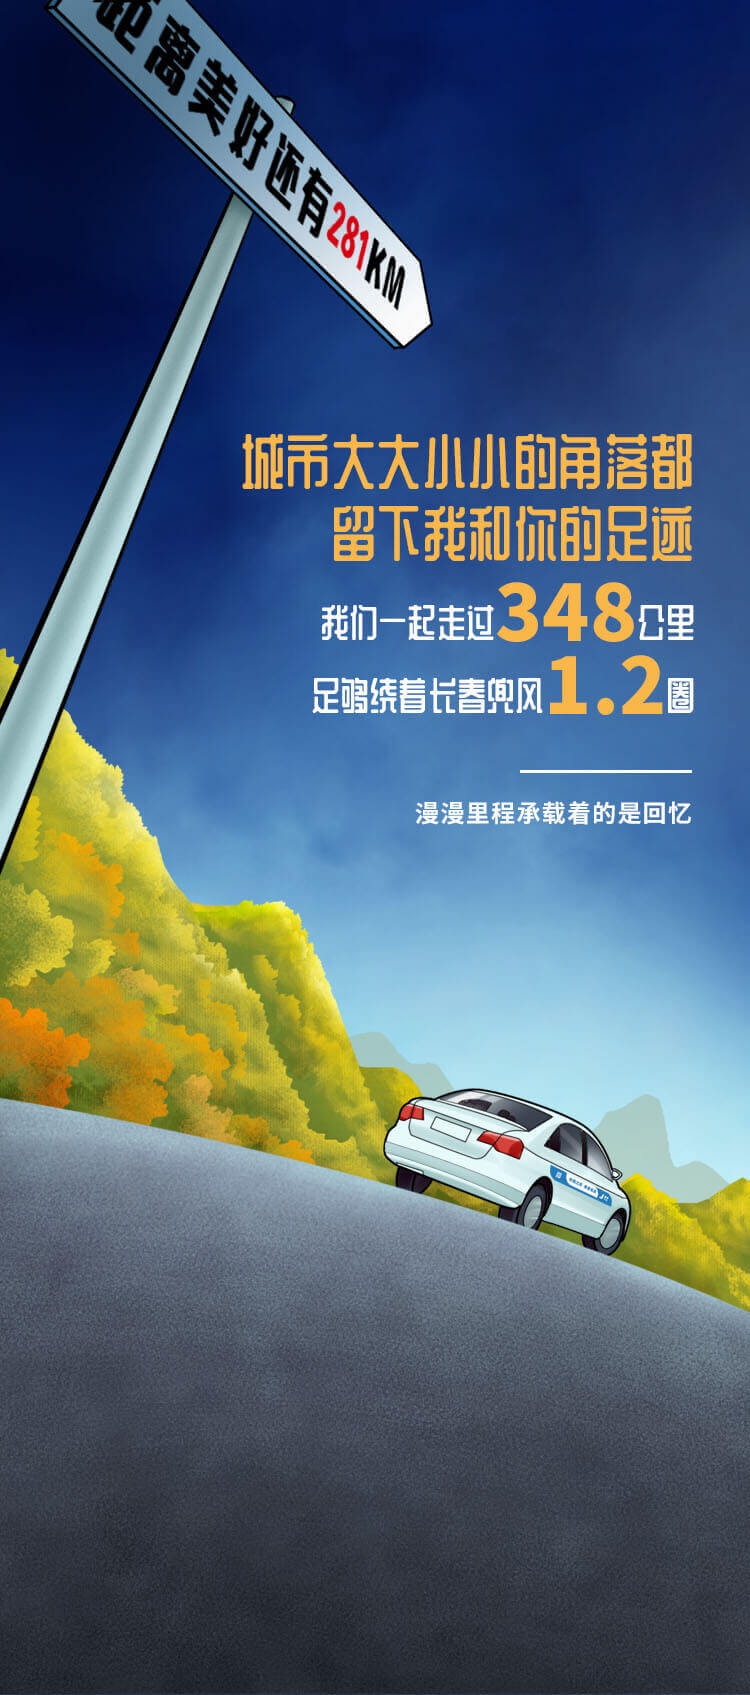 距离美好还有281KM
城市大大小小的角落都
留下我和你的足迹
我们一起走过348公里
足够绕着长春兜风1.2圈
漫漫里程承载着的是回忆